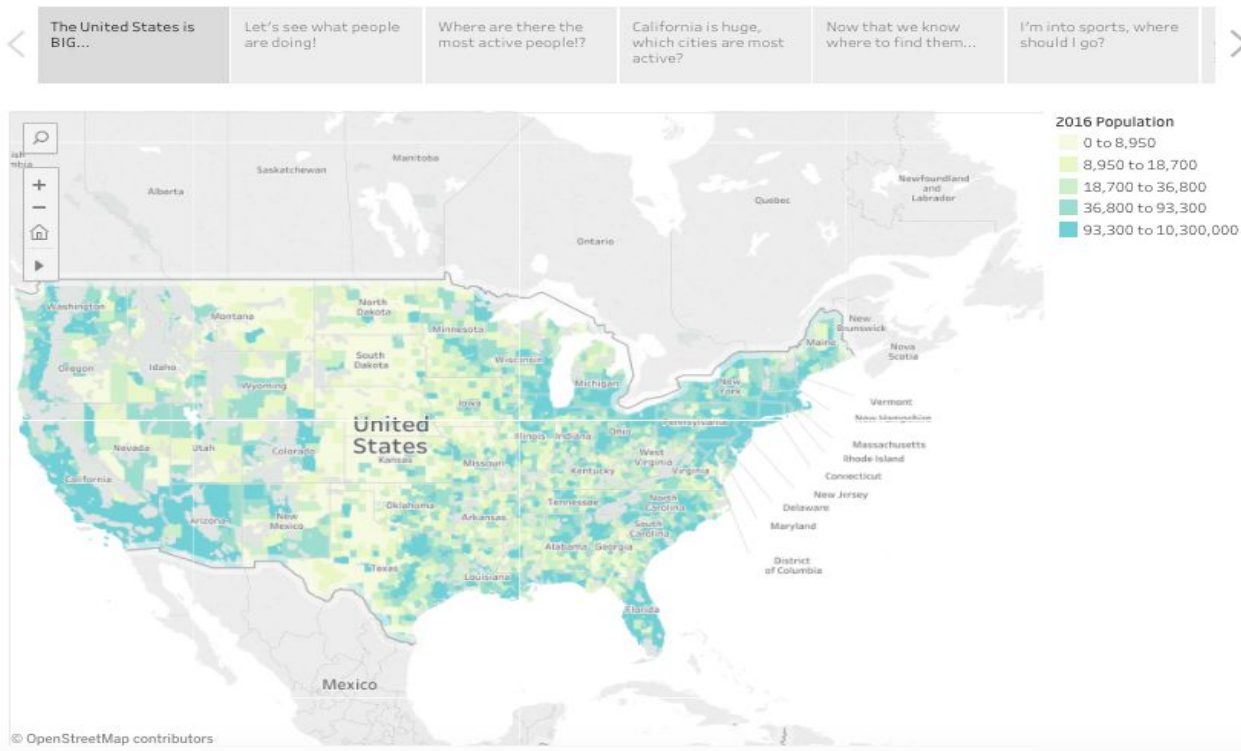 The United States is
BIG...
Let's see what people
are doing!
Where are there the
most active people!?
California is huge,
which cities are most
active?
Now that we know
where to find them...
I'm into sports, where
should I go?
2016 Population
0 to 8,950
8,950 to 18,700
18,700 to 36,800
36,800 to 93,300
93,300 to 10,300,000
Alberta
Saskatchewan
Manitoba
Ontario
Quebec
Newfoundland
and
Labrador
New
Brunswick
Nova
Scotia
Washington
Montana
North
Dakota
Minnesota
Maine
Oregon
Idaho
Wyoming
South
Dakota
Wisconsin
Michigan
New
York
Vermont
New Hampshire
Massachusetts
Rhode Island
Connecticut
New Jersey
Delaware
Maryland
District
of Columbia
Iowa
Pennsylvania
United
States
Nevada
Utah
Colorado
Kansas
Missouri
Illinois
Indiana
Ohio
West
Virginia
Virginia
Kentucky
California
Arizona
New
Mexico
Oklahoma
Arkansas
Tennessee
North
Carolina
South
Carolina
Texas
Louisiana
Alabama
Georgia
Florida
Mexico
© OpenStreetMap contributors